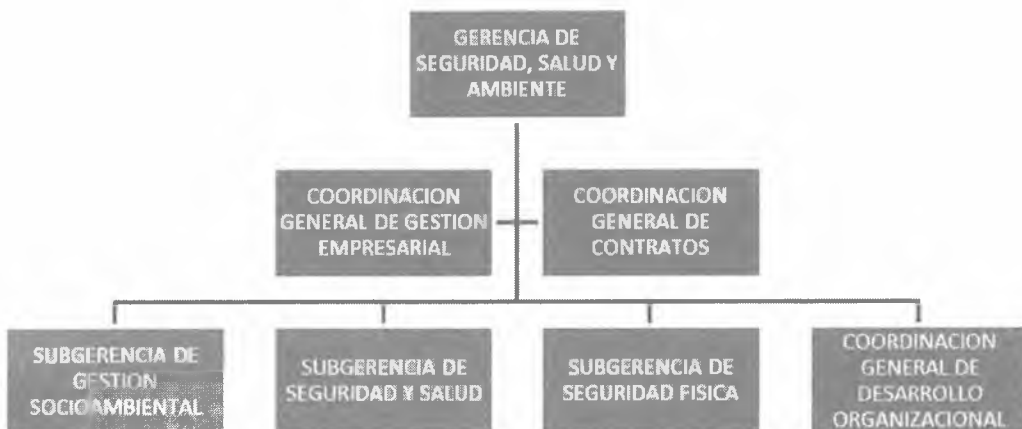 GERENCIA DE
SEGURIDAD, SALUD Y
AMBIENTE
COORDINACION
GENERAL DE GESTION
EMPRESARIAL
COORDINACION
GENERAL DE
CONTRATOS
SUBGERENCIA DE
GESTION
SOCIOAMBIENTAL
SUBGERENCIA DE
SEGURIDAD Y SALUD
SUBGERENCIA DE
SEGURIDAD FISICA
COORDINACION
GENERAL DE
DESARROLLO
ORGANIZACIONAL